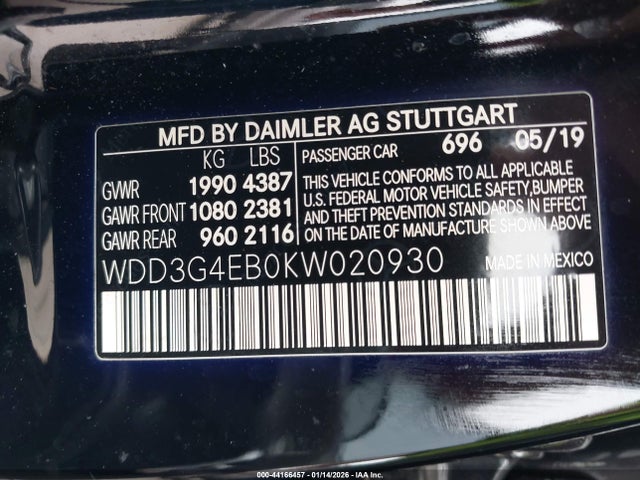 MFD BY DAIMLER AG STUTTGART
KG LBS
PASSENGER CAR 696 05/19
GVWR 1990 4387
GAWR FRONT 1080 2381
GAWR REAR 960 2116
THIS VEHICLE CONFORMS TO ALL APPLICABLE
U.S. FEDERAL MOTOR VEHICLE SAFETY, BUMPER
AND THEFT PREVENTION STANDARDS IN EFFECT
ON THE DATE OF MANUFACTURE SHOWN ABOVE.
WDD3G4EB0KW020930 MADE IN MEXICO
000-44166457 - 01/14/2026 - IAA Inc.